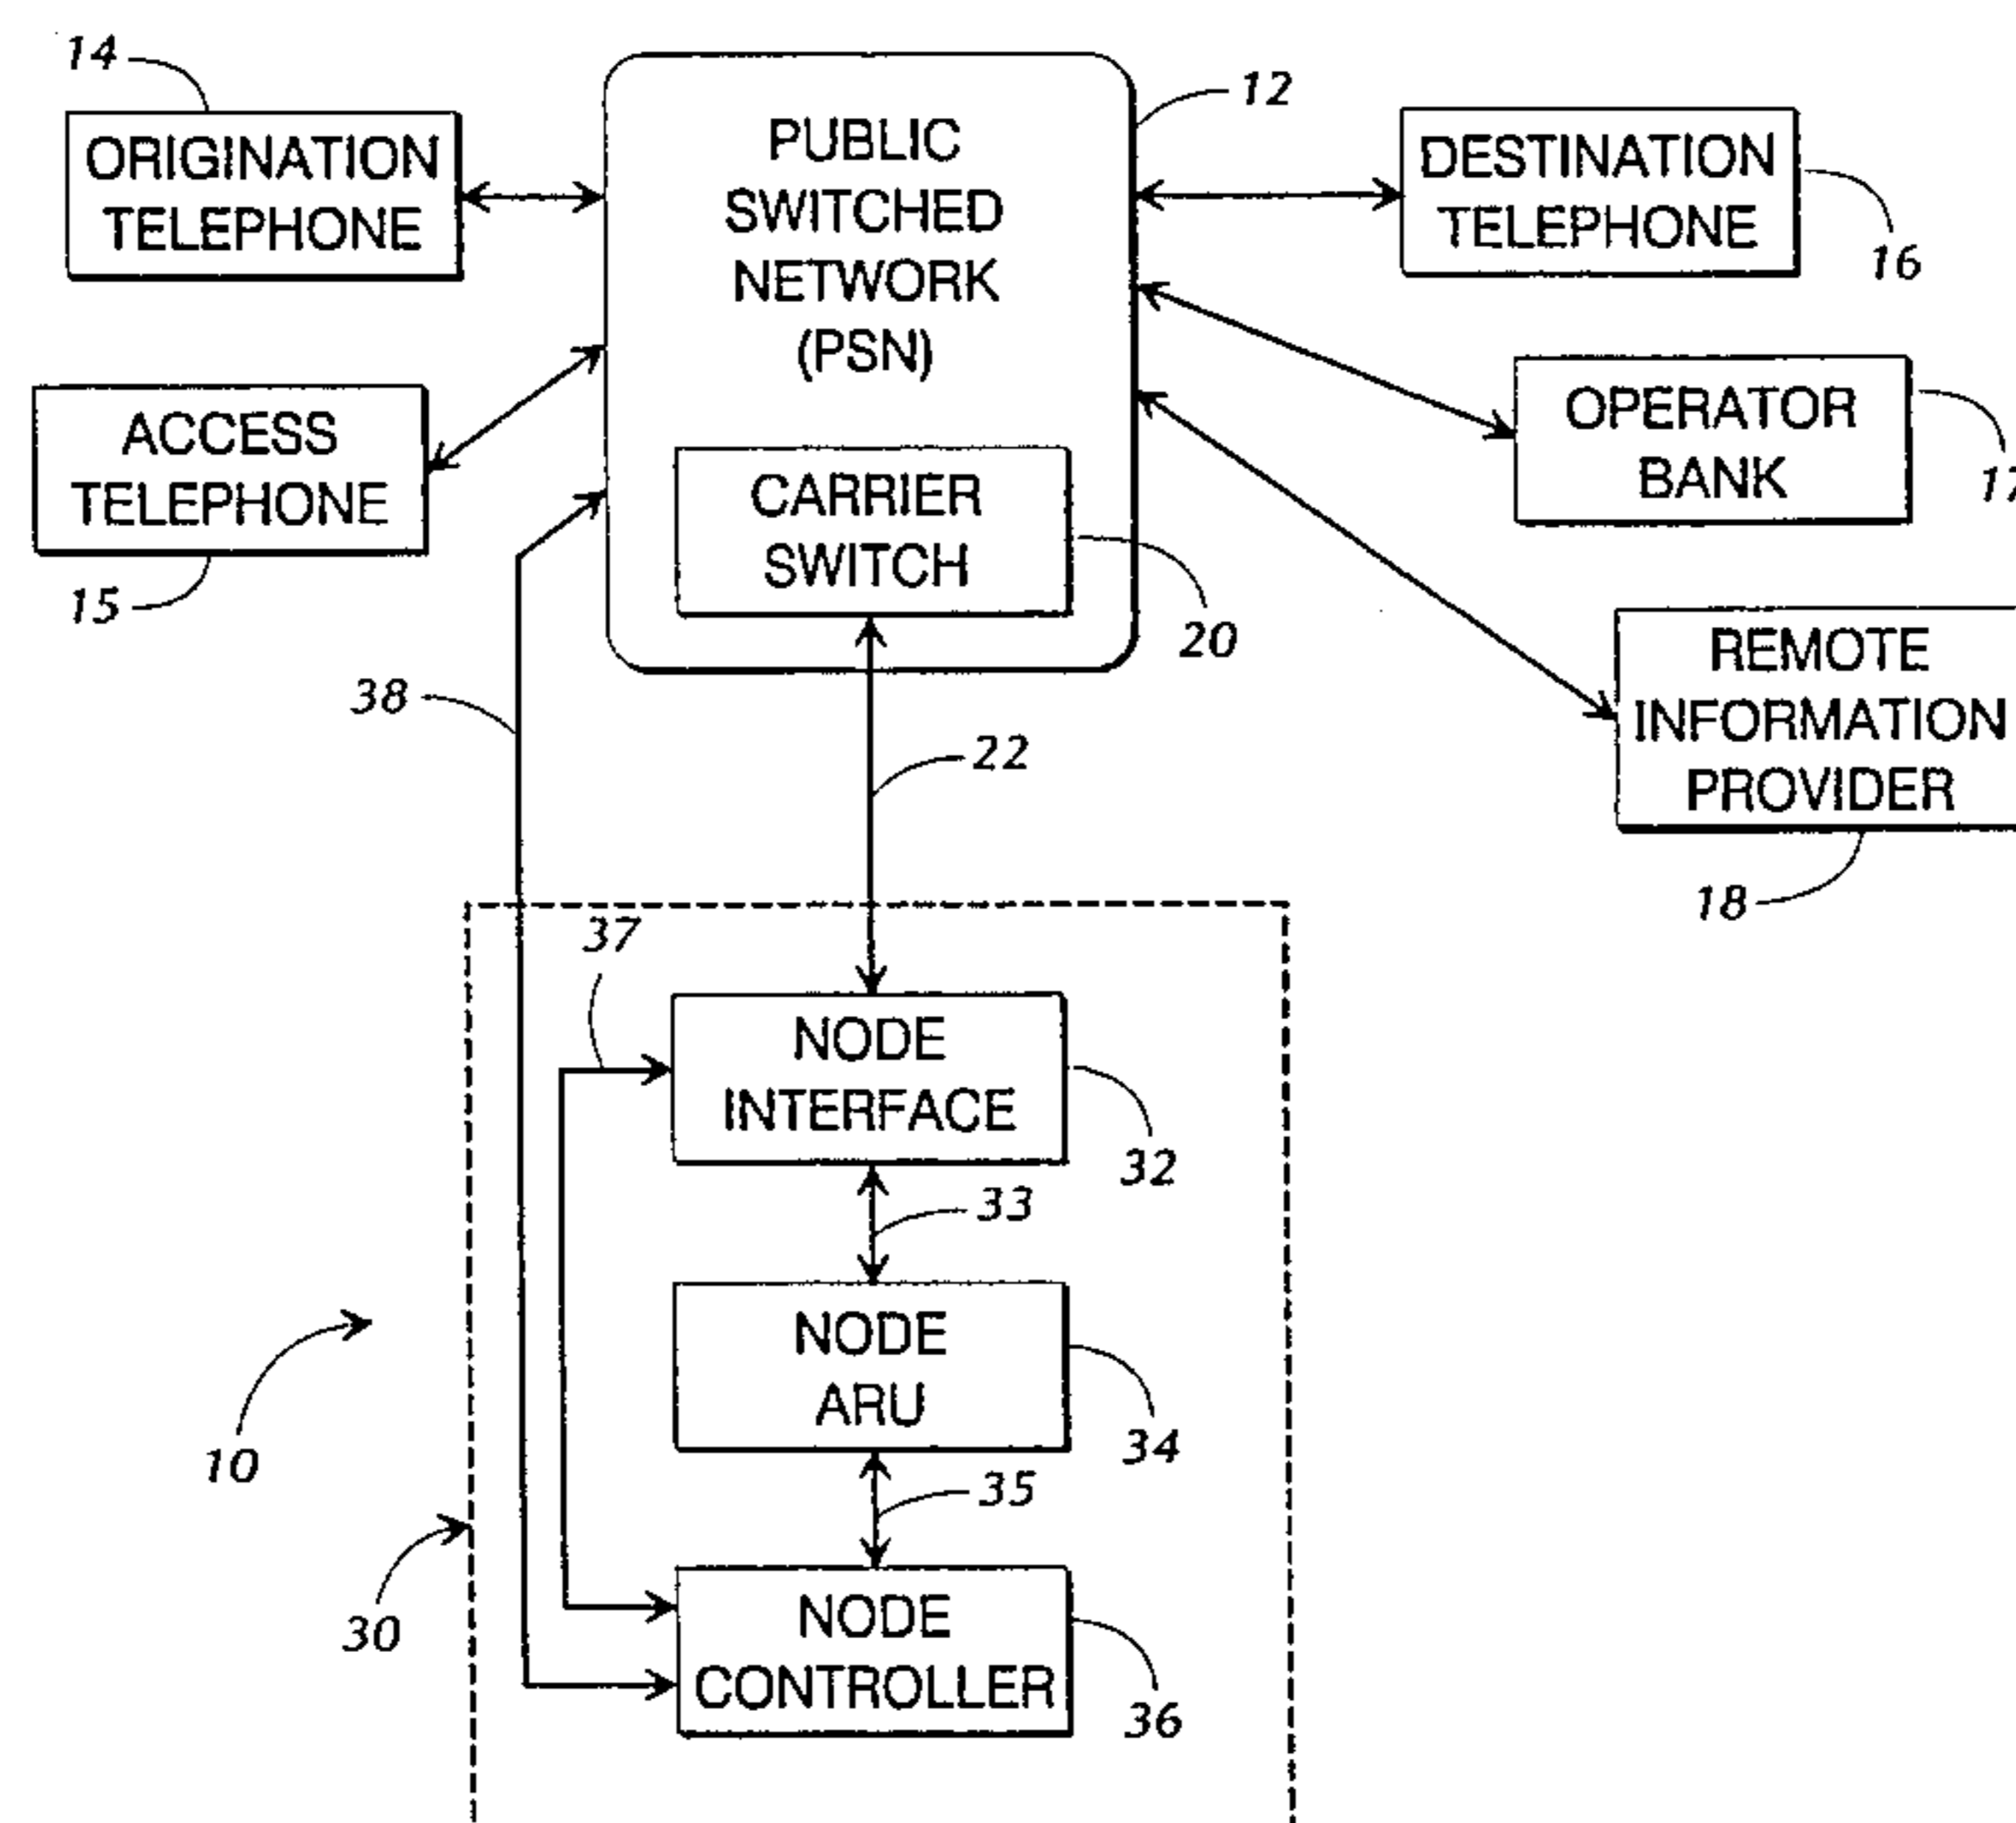 14
ORIGINATION
TELEPHONE
ACCESS
TELEPHONE
15
PUBLIC
SWITCHED
NETWORK
(PSN)
12
CARRIER
SWITCH
20
DESTINATION
TELEPHONE
16
OPERATOR
BANK
17
REMOTE
INFORMATION
PROVIDER
18
38
22
37
NODE
INTERFACE
32
33
NODE
ARU
34
10
35
30
NODE
CONTROLLER
36